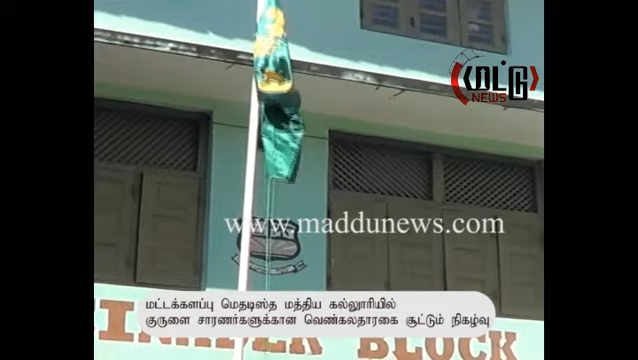 மட்டு
NEWS
www.maddunews.com
மட்டக்களப்பு மெதடிஸ்த மத்திய கல்லூரியில்
குருளை சாரணர்களுக்கான வெண்கலதாரகை சூட்டும் நிகழ்வு
BLOCK